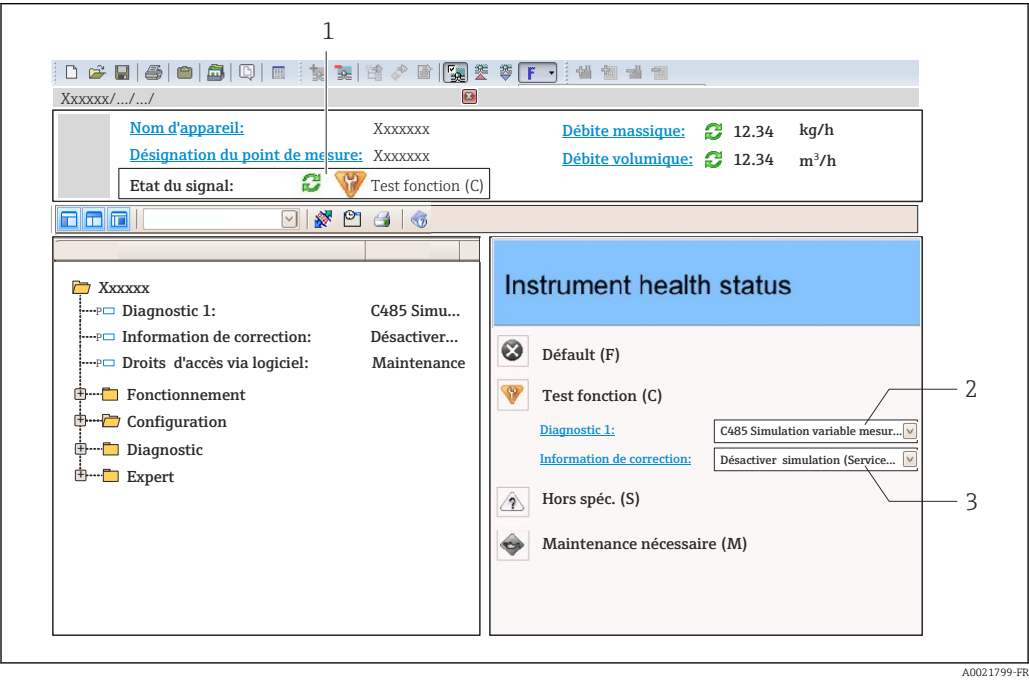 1
F
Xxxxxx/.../.../
Nom d'appareil: Xxxxxxx Débite massique: 12.34 kg/h
Désignation du point de mesure: Xxxxxxx Débite volumique: 12.34 m³/h
Etat du signal: Test fonction (C)
Xxxxxx
P Diagnostic 1: C485 Simu...
P Information de correction: Désactiver...
P Droits d'accès via logiciel: Maintenance
Fonctionnement
Configuration
Diagnostic
Expert
Instrument health status
Défault (F)
Test fonction (C)
2
Diagnostic 1: C485 Simulation variable mesur...
Information de correction: Désactiver simulation (Service...
3
Hors spéc. (S)
Maintenance nécessaire (M)
A0021799-FR